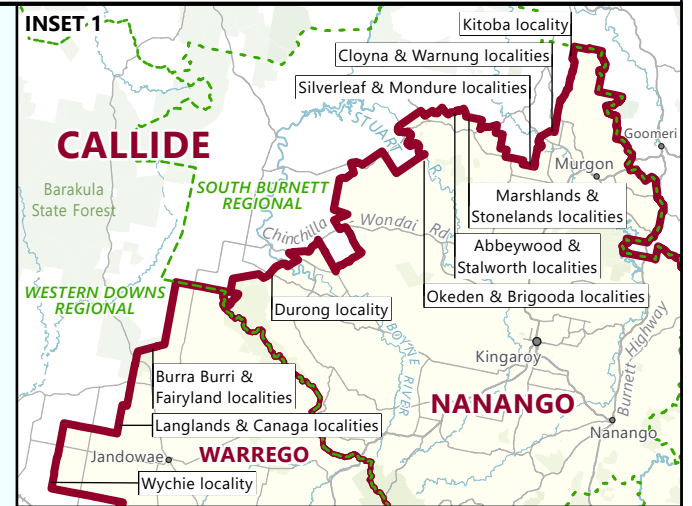 INSET 1
Kitoba locality
Cloyna & Warnung localities
Silverleaf & Mondure localities
CALLIDE
STUART R.
Goomeri
Murgon
Barakula
State Forest
SOUTH BURNETT
REGIONAL
Marshlands &
Stonelands localities
Chinchilla - Wondai Rd
Abbeywood &
Stalworth localities
WESTERN DOWNS
REGIONAL
Okeden & Brigooda localities
Durong locality
BOYNE RIVER
Kingaroy
Burnett Highway
Burra Burri &
Fairyland localities
NANANGO
Langlands & Canaga localities
Nanango
WARREGO
Jandowae
Wychie locality